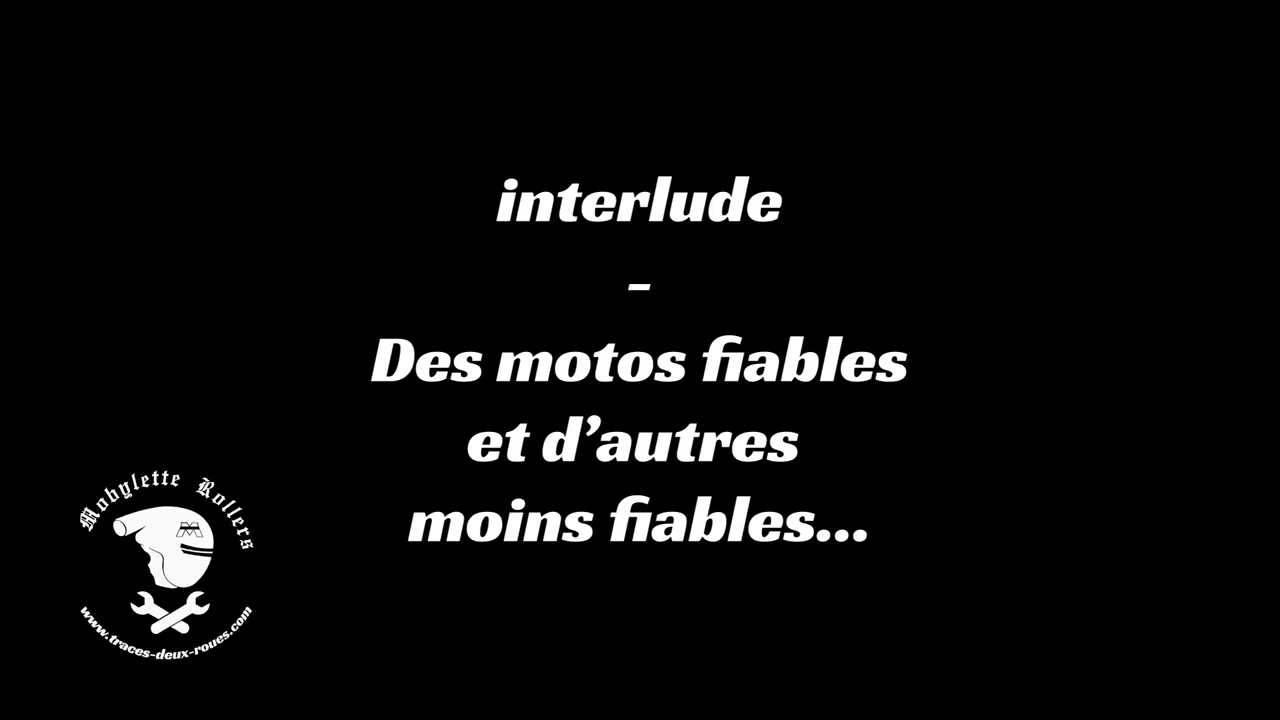 interlude
-
Des motos fiables
et d’autres
moins fiables...
Mobylette Rollers
M
www.traces-deux-roues.com